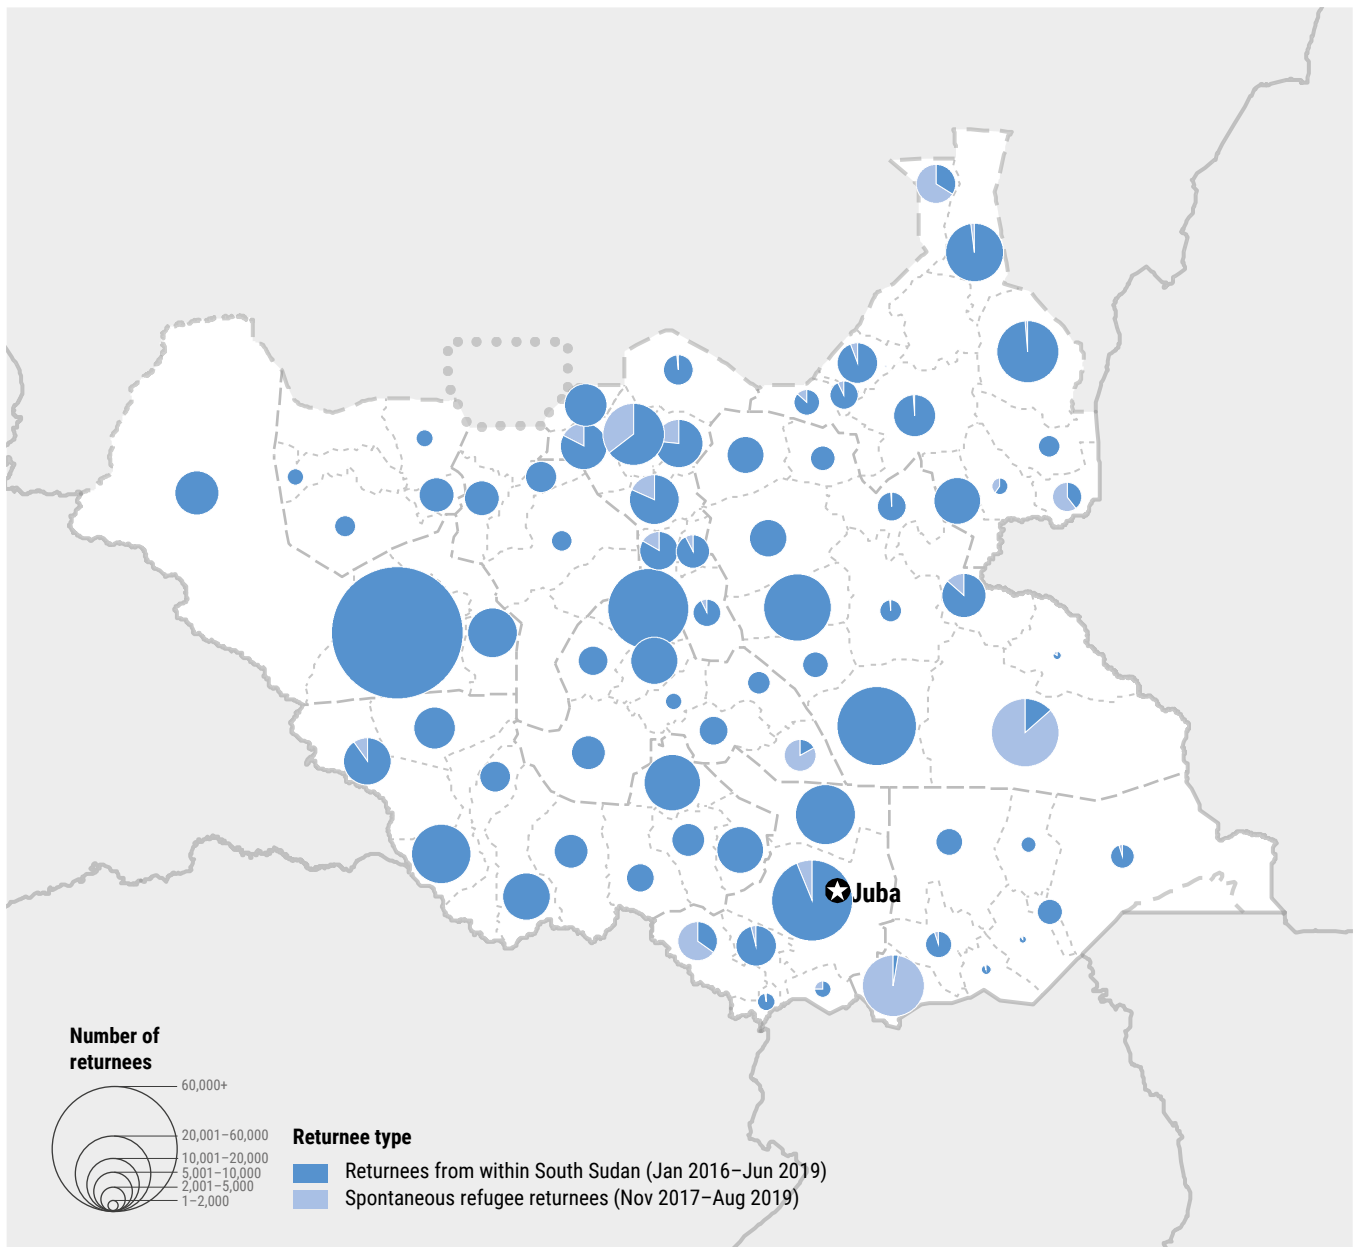 Juba
Number of
returnees
60,000+
20,001–60,000
10,001–20,000
5,001–10,000
2,001–5,000
1–2,000
Returnee type
Returnees from within South Sudan (Jan 2016–Jun 2019)
Spontaneous refugee returnees (Nov 2017–Aug 2019)